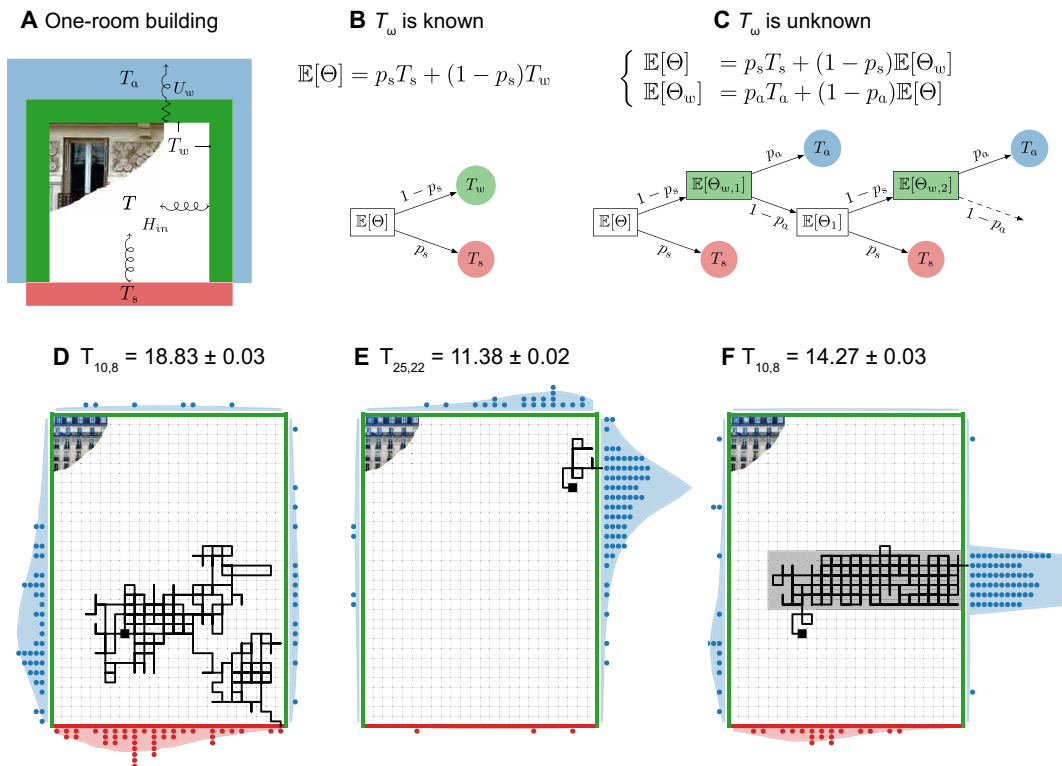 A One-room building
B T_ω is known
C T_ω is unknown
𝔼[Θ] = p_s T_s + (1 − p_s)T_w
𝔼[Θ] = p_s T_s + (1 − p_s)𝔼[Θ_w]
𝔼[Θ_w] = p_a T_a + (1 − p_a)𝔼[Θ]
T_a
U_w
T_w
T
H_in
T_s
𝔼[Θ]
1−p_s
T_w
p_s
T_s
𝔼[Θ]
1−p_s
𝔼[Θ_w,1]
p_a
T_a
1−p_a
p_s
T_s
𝔼[Θ_1]
1−p_s
𝔼[Θ_w,2]
p_a
T_a
1−p_a
p_s
T_s
D T_10,8 = 18.83 ± 0.03
E T_25,22 = 11.38 ± 0.02
F T_10,8 = 14.27 ± 0.03